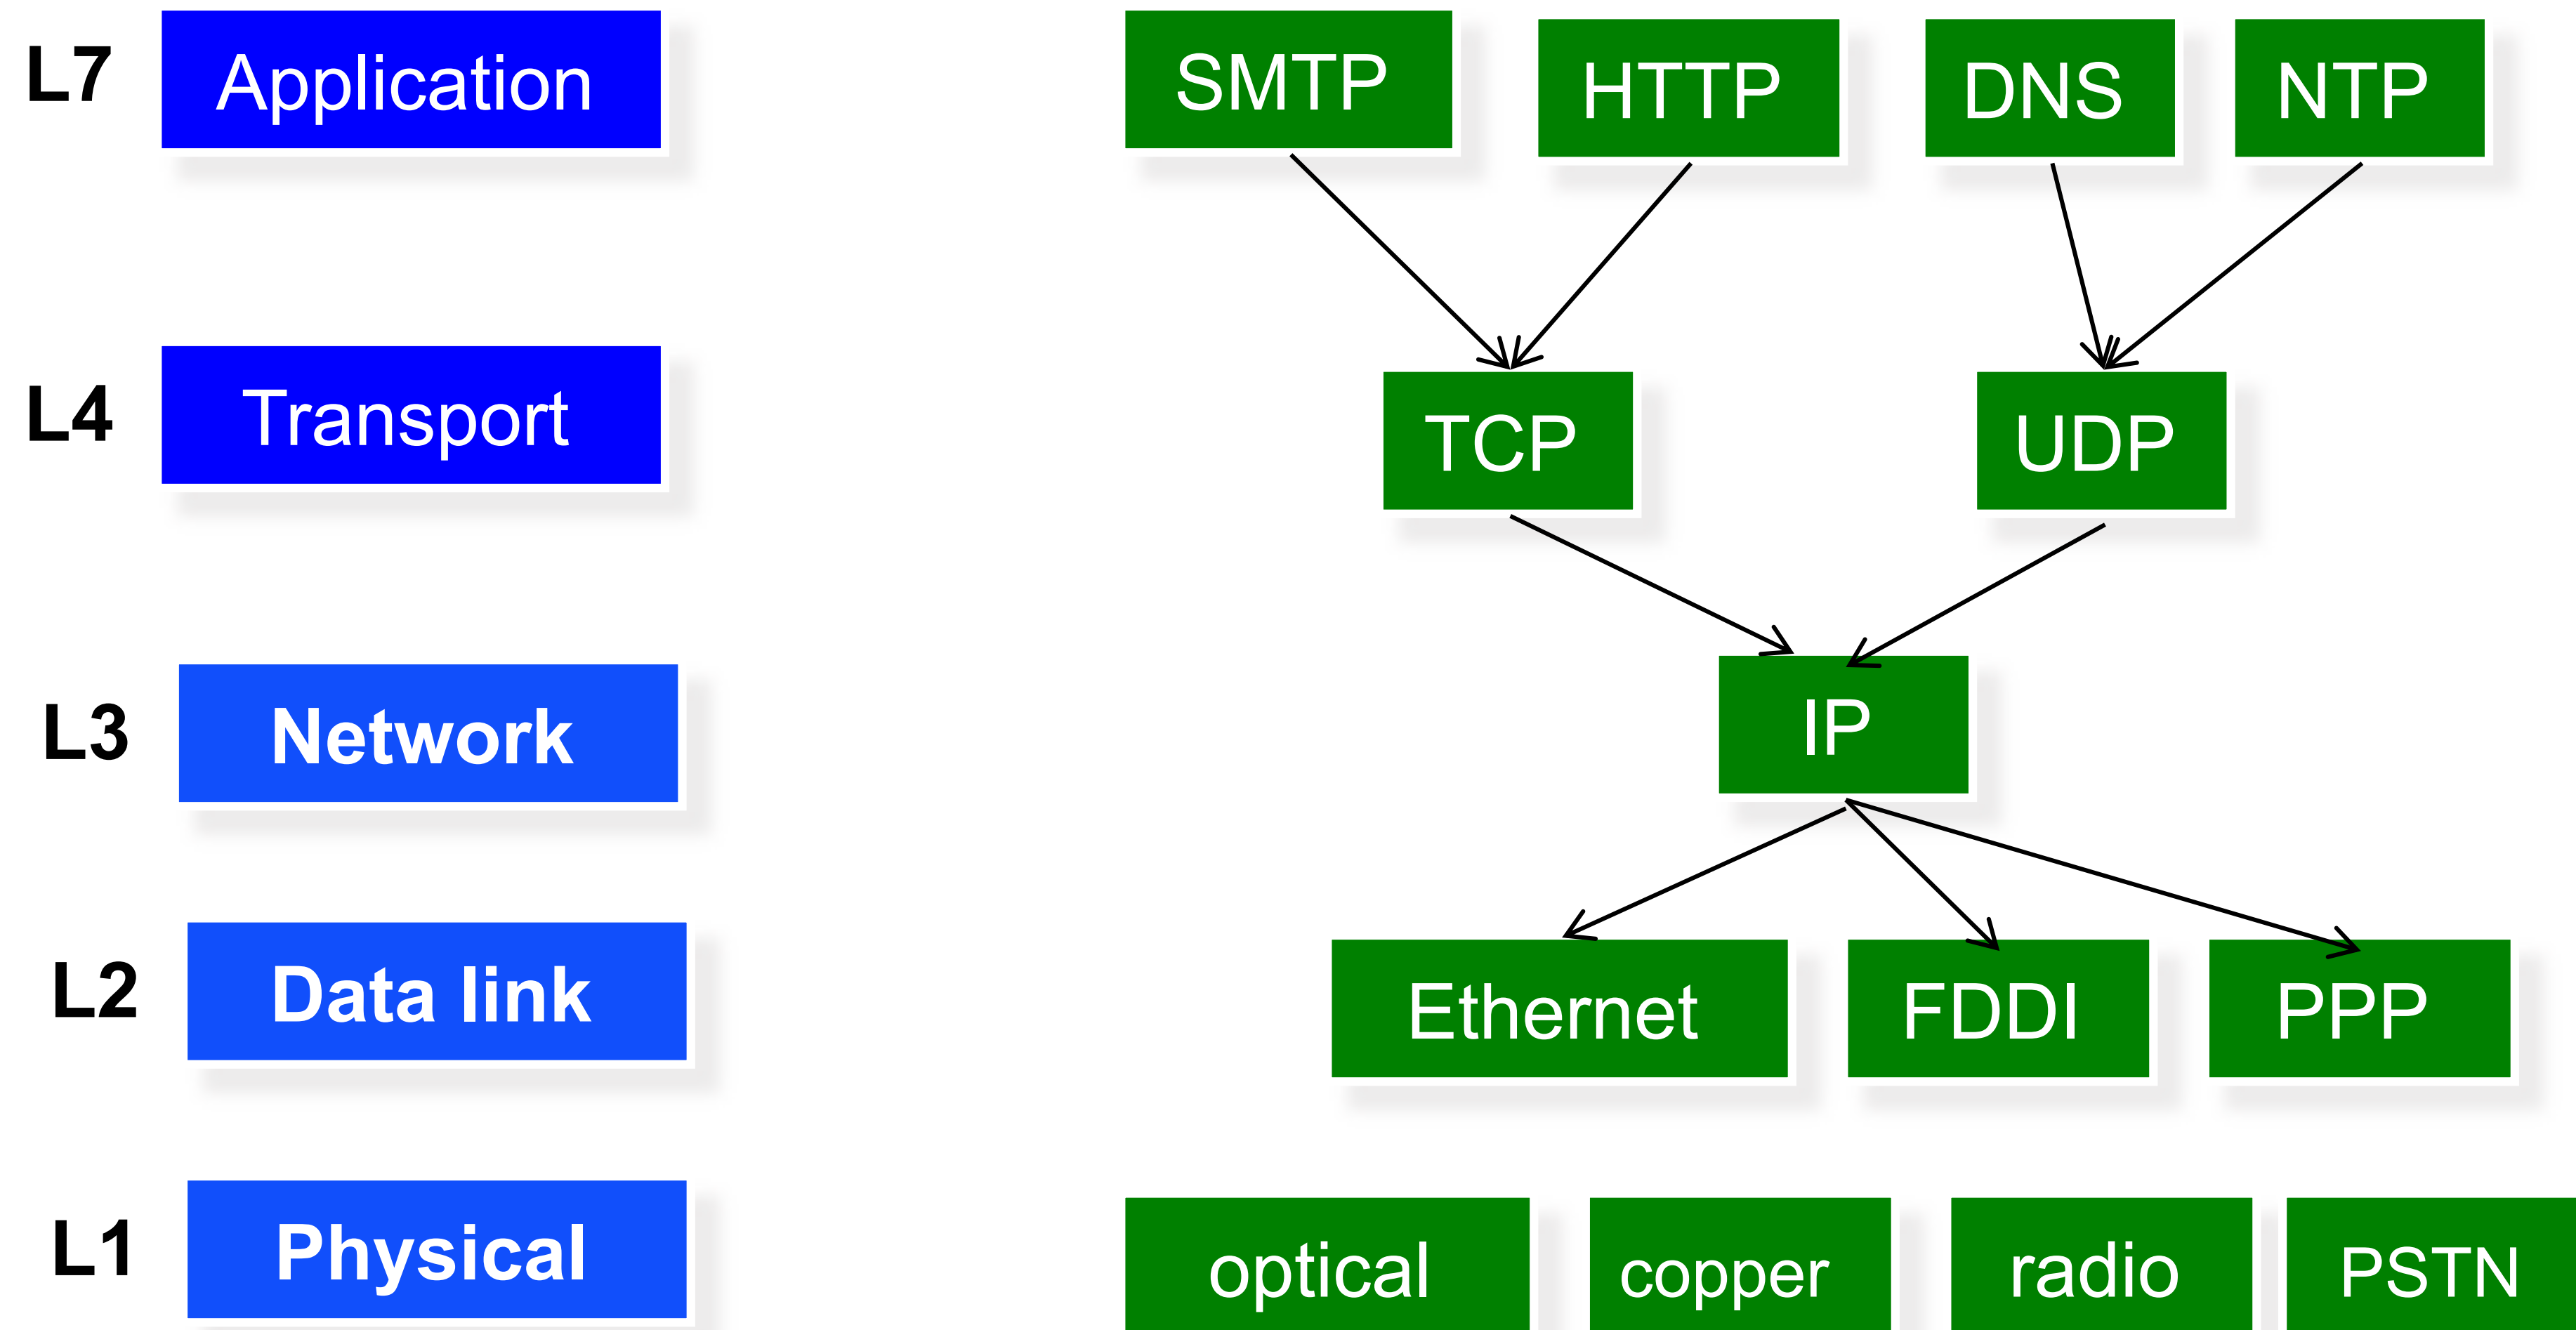 L7 Application SMTP HTTP DNS NTP
L4 Transport TCP UDP
L3 Network IP
L2 Data link Ethernet FDDI PPP
L1 Physical optical copper radio PSTN